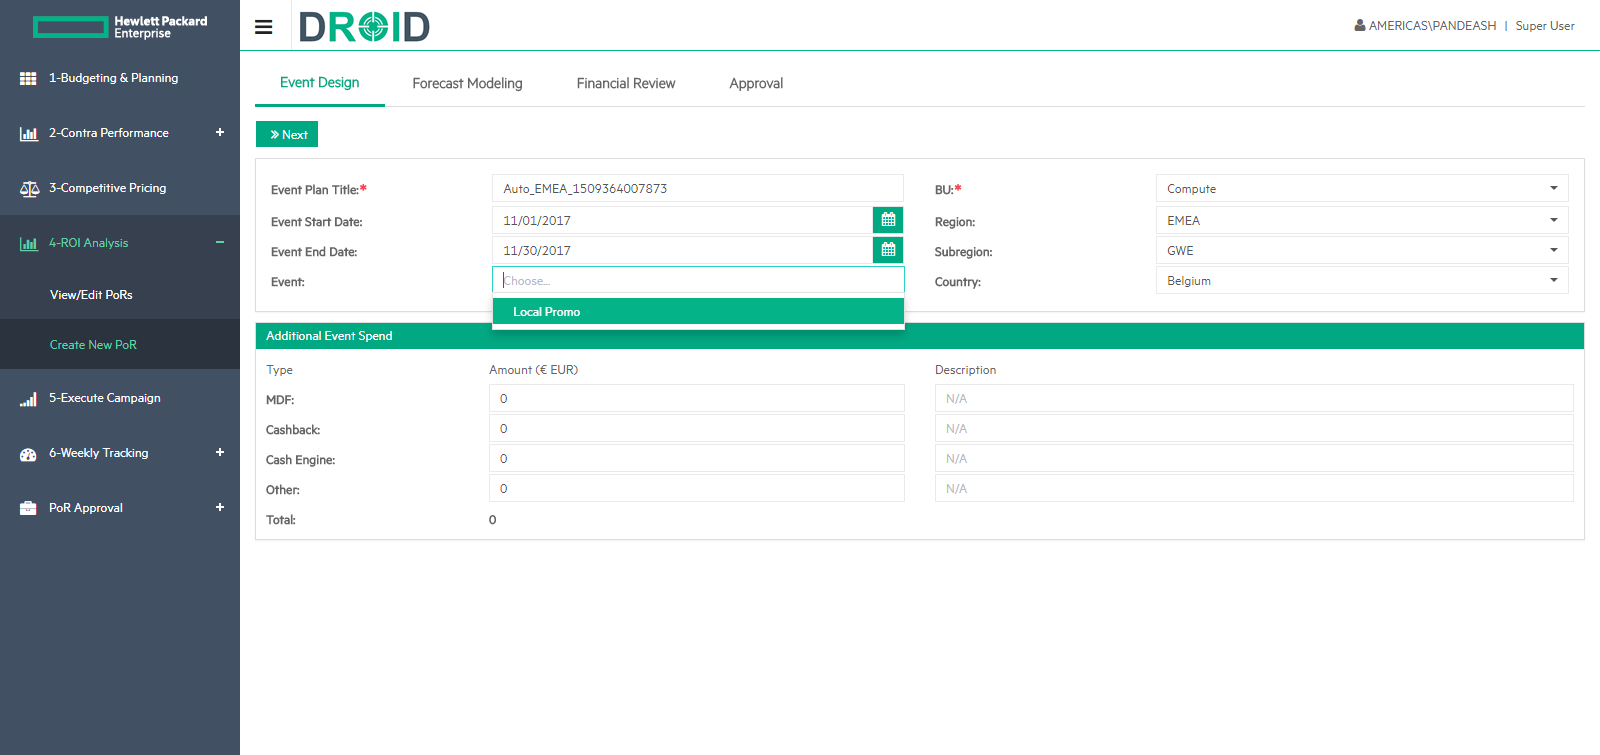 Hewlett Packard
Enterprise
DROID
AMERICAS\PANDEASH | Super User
1-Budgeting & Planning
2-Contra Performance +
3-Competitive Pricing
4-ROI Analysis −
View/Edit PoRs
Create New PoR
5-Execute Campaign
6-Weekly Tracking +
PoR Approval +
Event Design Forecast Modeling Financial Review Approval
Next
Event Plan Title:* Auto_EMEA_1509364007873 BU:* Compute
Event Start Date: 11/01/2017 Region: EMEA
Event End Date: 11/30/2017 Subregion: GWE
Event: Choose... Country: Belgium
Local Promo
Additional Event Spend
Type Amount (€ EUR) Description
MDF: 0 N/A
Cashback: 0 N/A
Cash Engine: 0 N/A
Other: 0 N/A
Total: 0